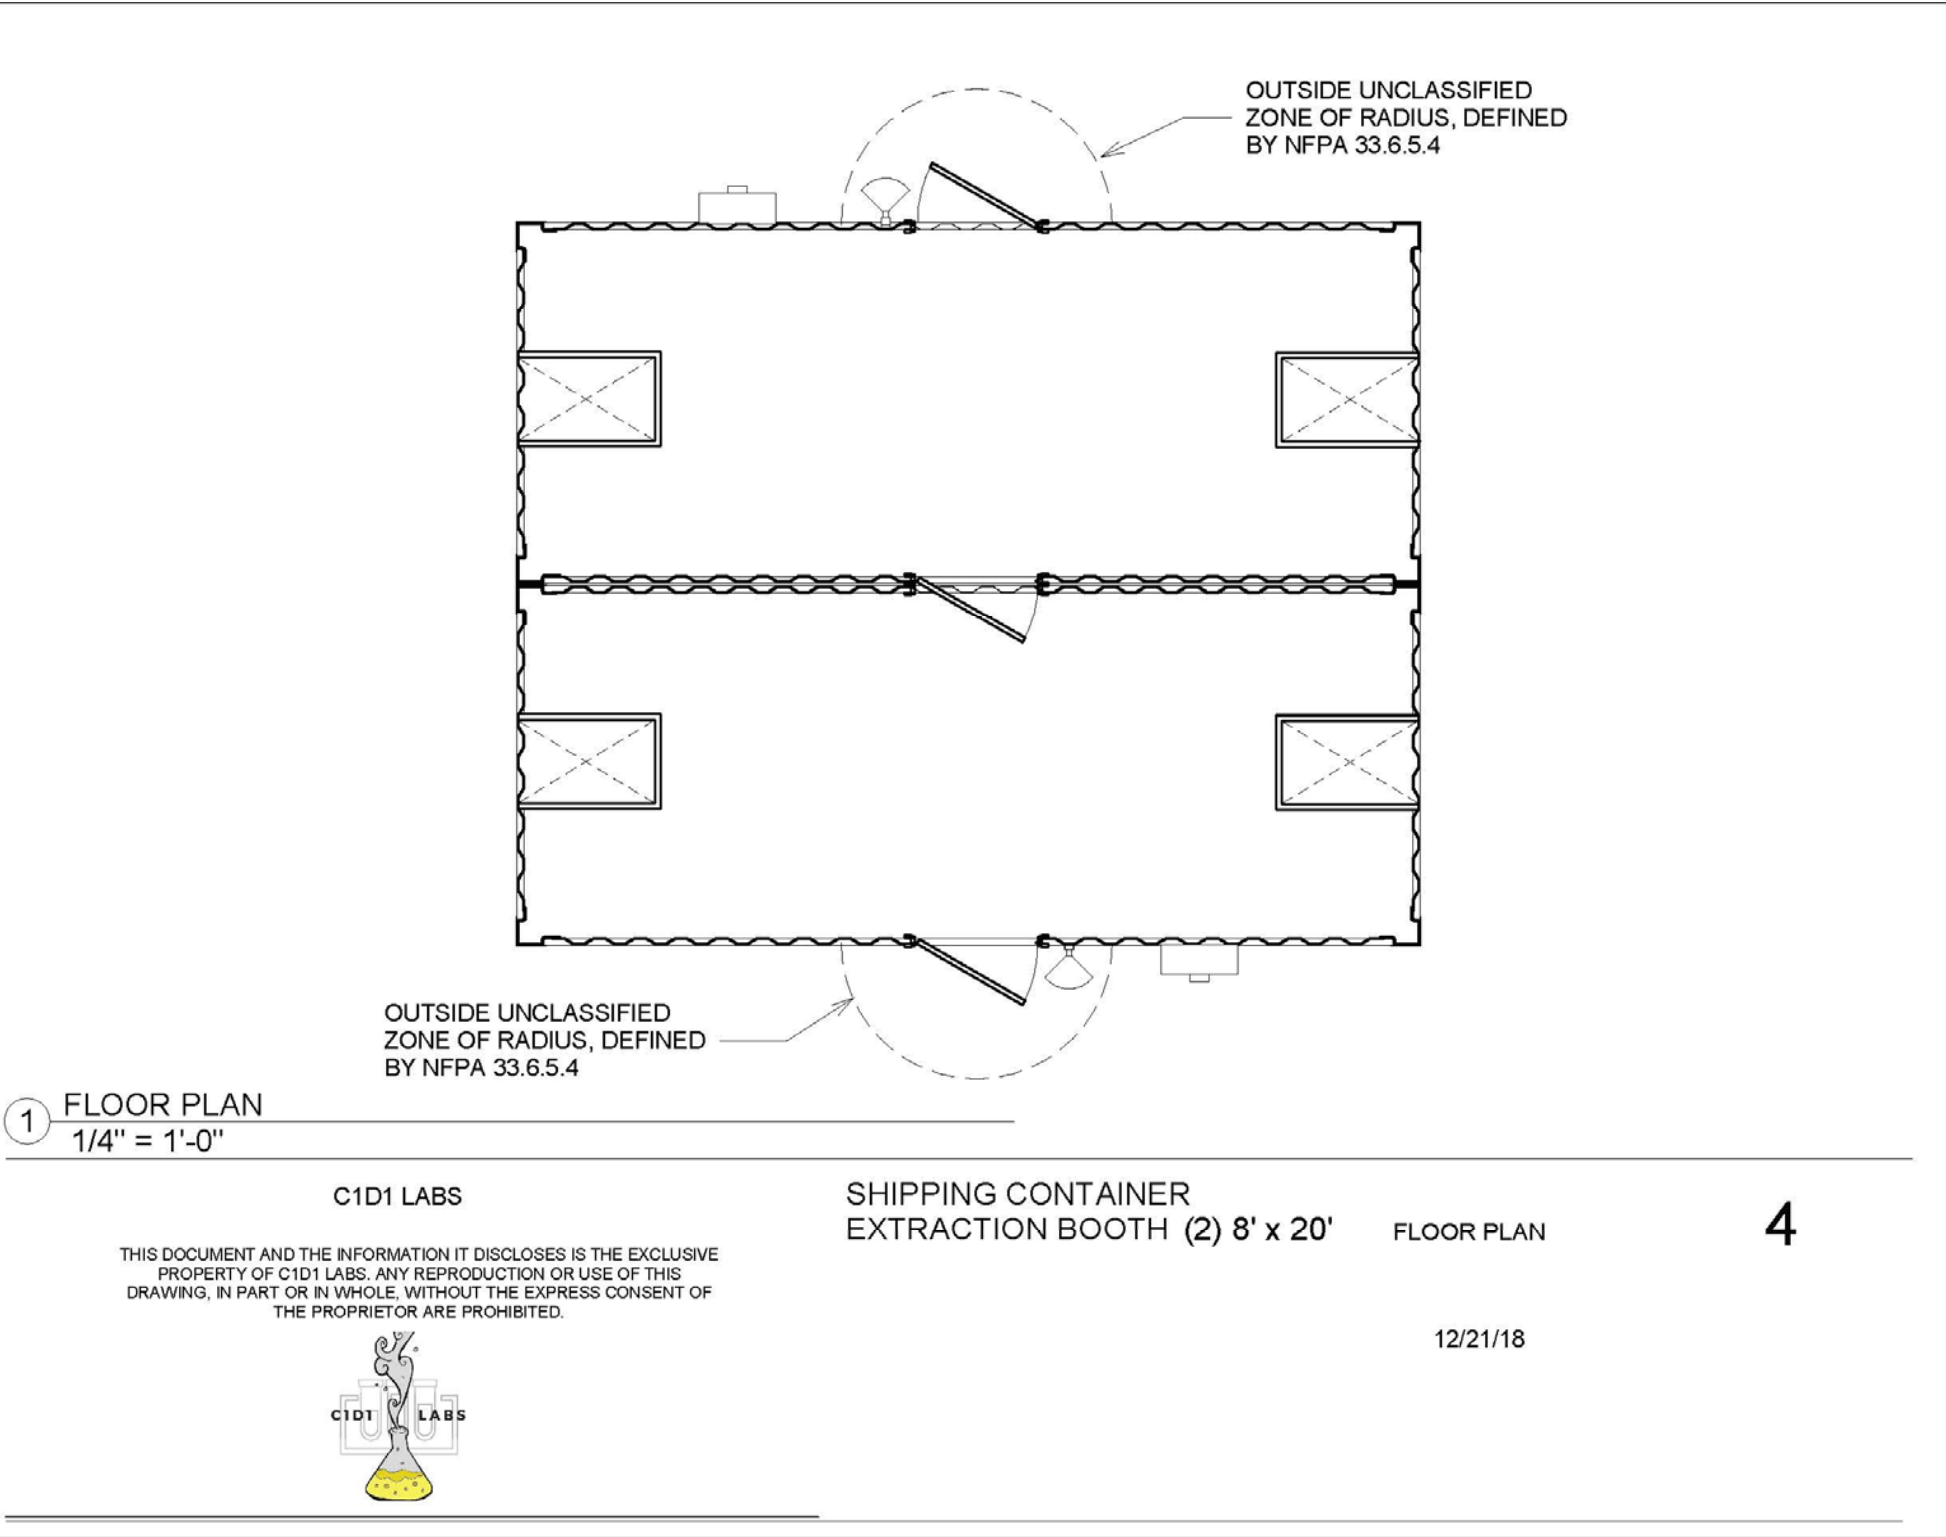 OUTSIDE UNCLASSIFIED
ZONE OF RADIUS, DEFINED
BY NFPA 33.6.5.4
OUTSIDE UNCLASSIFIED
ZONE OF RADIUS, DEFINED
BY NFPA 33.6.5.4
1
FLOOR PLAN
1/4" = 1'-0"
C1D1 LABS
THIS DOCUMENT AND THE INFORMATION IT DISCLOSES IS THE EXCLUSIVE
PROPERTY OF C1D1 LABS. ANY REPRODUCTION OR USE OF THIS
DRAWING, IN PART OR IN WHOLE, WITHOUT THE EXPRESS CONSENT OF
THE PROPRIETOR ARE PROHIBITED.
C1D1 LABS
SHIPPING CONTAINER
EXTRACTION BOOTH (2) 8' x 20'
FLOOR PLAN
4
12/21/18